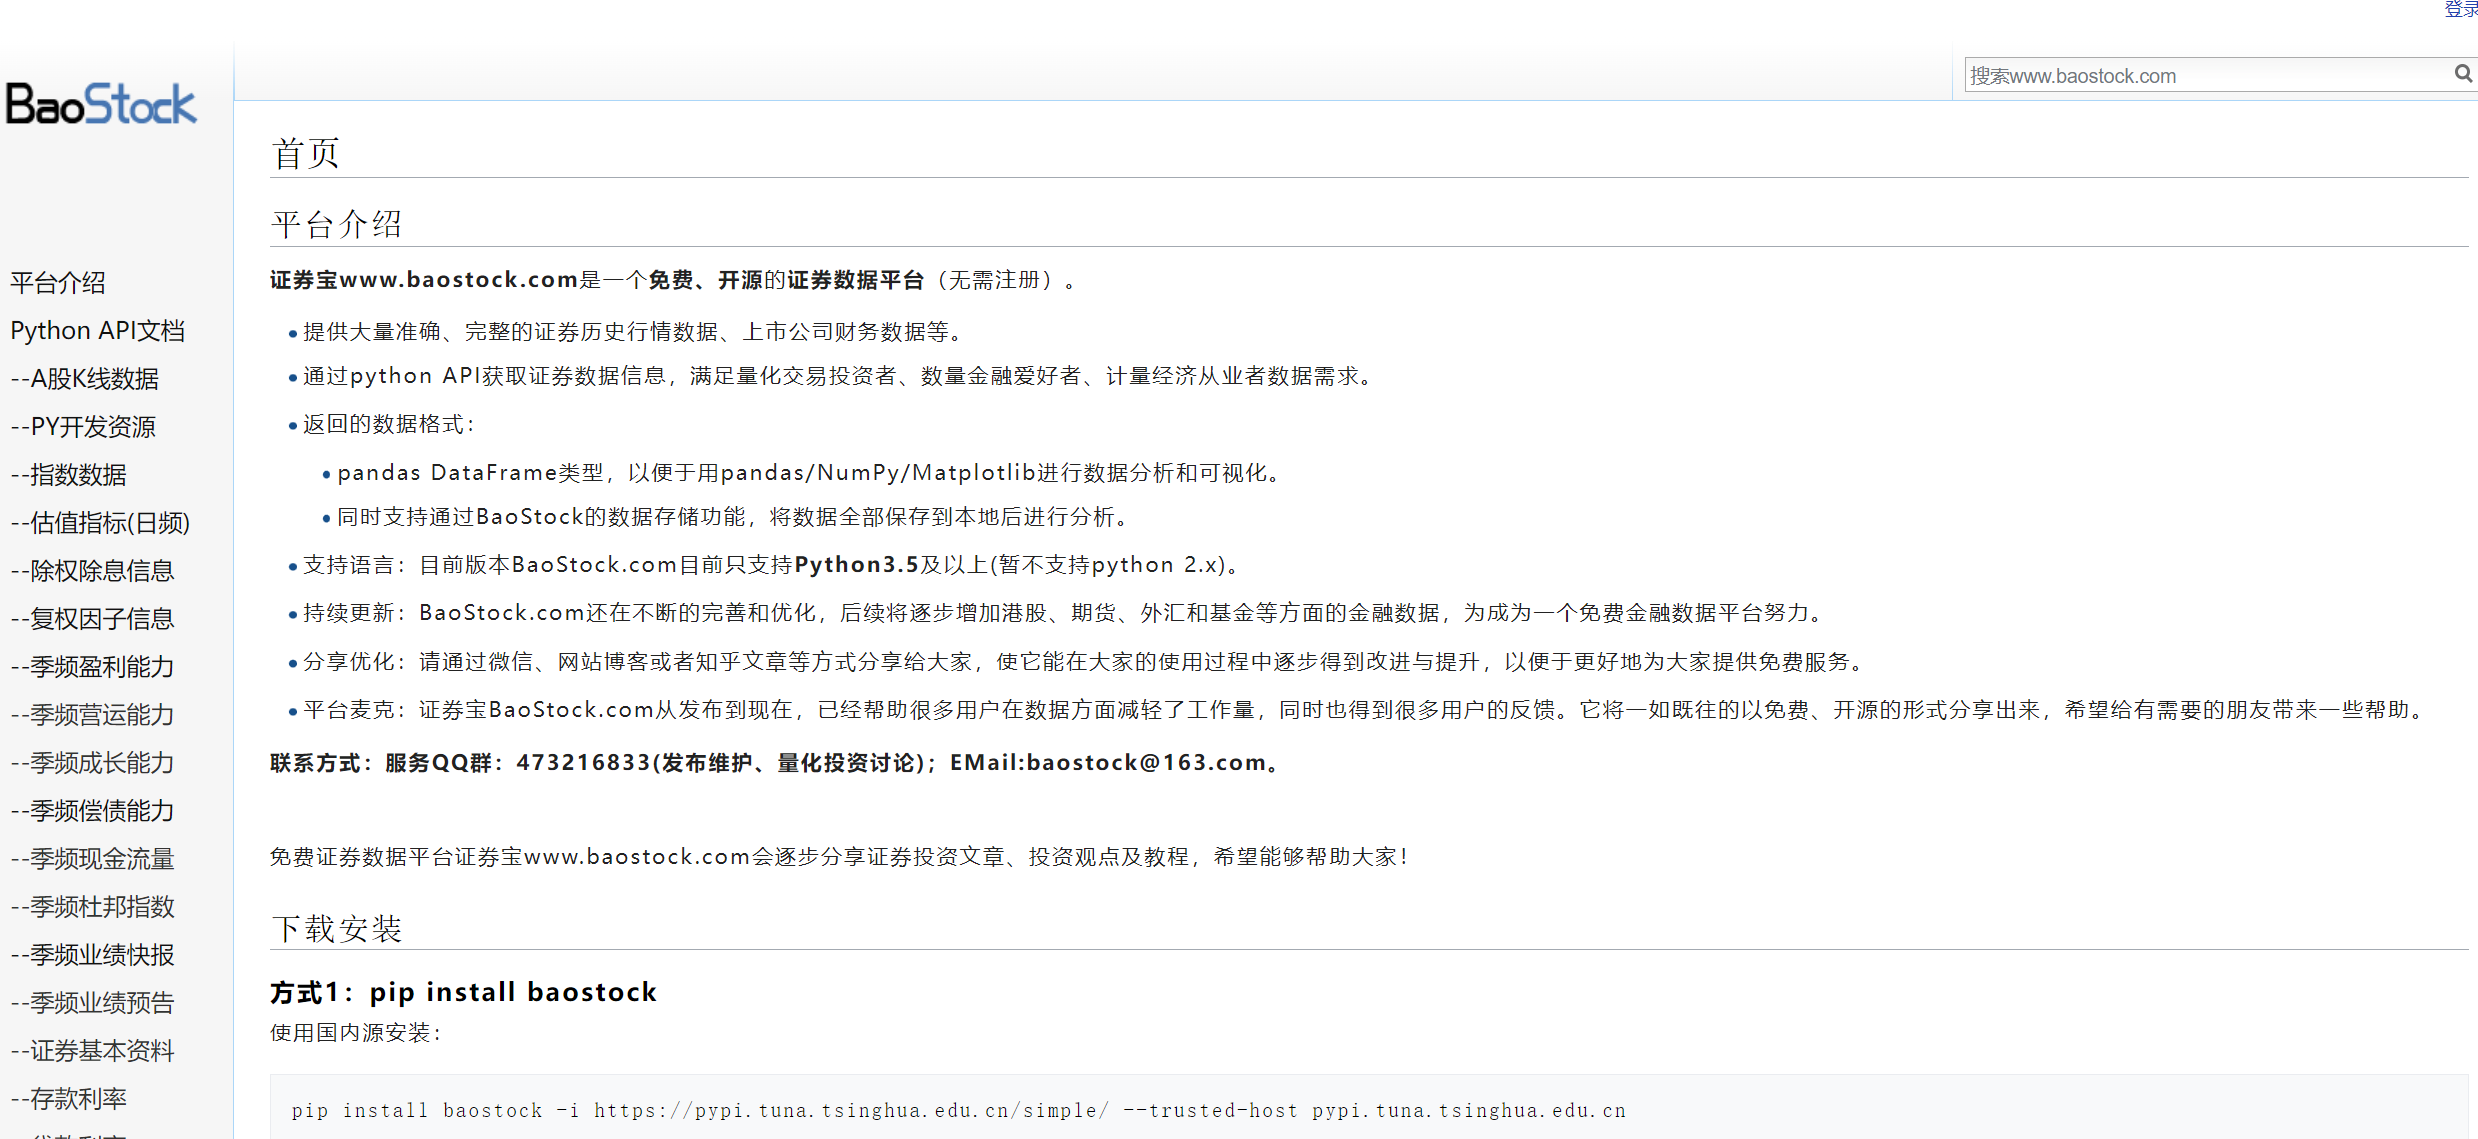 登录
搜索www.baostock.com
BaoStock
平台介绍
Python API文档
--A股K线数据
--PY开发资源
--指数数据
--估值指标(日频)
--除权除息信息
--复权因子信息
--季频盈利能力
--季频营运能力
--季频成长能力
--季频偿债能力
--季频现金流量
--季频杜邦指数
--季频业绩快报
--季频业绩预告
--证券基本资料
--存款利率
首页
平台介绍
证券宝www.baostock.com是一个免费、开源的证券数据平台（无需注册）。
提供大量准确、完整的证券历史行情数据、上市公司财务数据等。
通过python API获取证券数据信息，满足量化交易投资者、数量金融爱好者、计量经济从业者数据需求。
返回的数据格式：
pandas DataFrame类型，以便于用pandas/NumPy/Matplotlib进行数据分析和可视化。
同时支持通过BaoStock的数据存储功能，将数据全部保存到本地后进行分析。
支持语言：目前版本BaoStock.com目前只支持Python3.5及以上(暂不支持python 2.x)。
持续更新：BaoStock.com还在不断的完善和优化，后续将逐步增加港股、期货、外汇和基金等方面的金融数据，为成为一个免费金融数据平台努力。
分享优化：请通过微信、网站博客或者知乎文章等方式分享给大家，使它能在大家的使用过程中逐步得到改进与提升，以便于更好地为大家提供免费服务。
平台麦克：证券宝BaoStock.com从发布到现在，已经帮助很多用户在数据方面减轻了工作量，同时也得到很多用户的反馈。它将一如既往的以免费、开源的形式分享出来，希望给有需要的朋友带来一些帮助。
联系方式：服务QQ群：473216833(发布维护、量化投资讨论)；EMail:baostock@163.com。
免费证券数据平台证券宝www.baostock.com会逐步分享证券投资文章、投资观点及教程，希望能够帮助大家！
下载安装
方式1：pip install baostock
使用国内源安装：
pip install baostock -i https://pypi.tuna.tsinghua.edu.cn/simple/ --trusted-host pypi.tuna.tsinghua.edu.cn